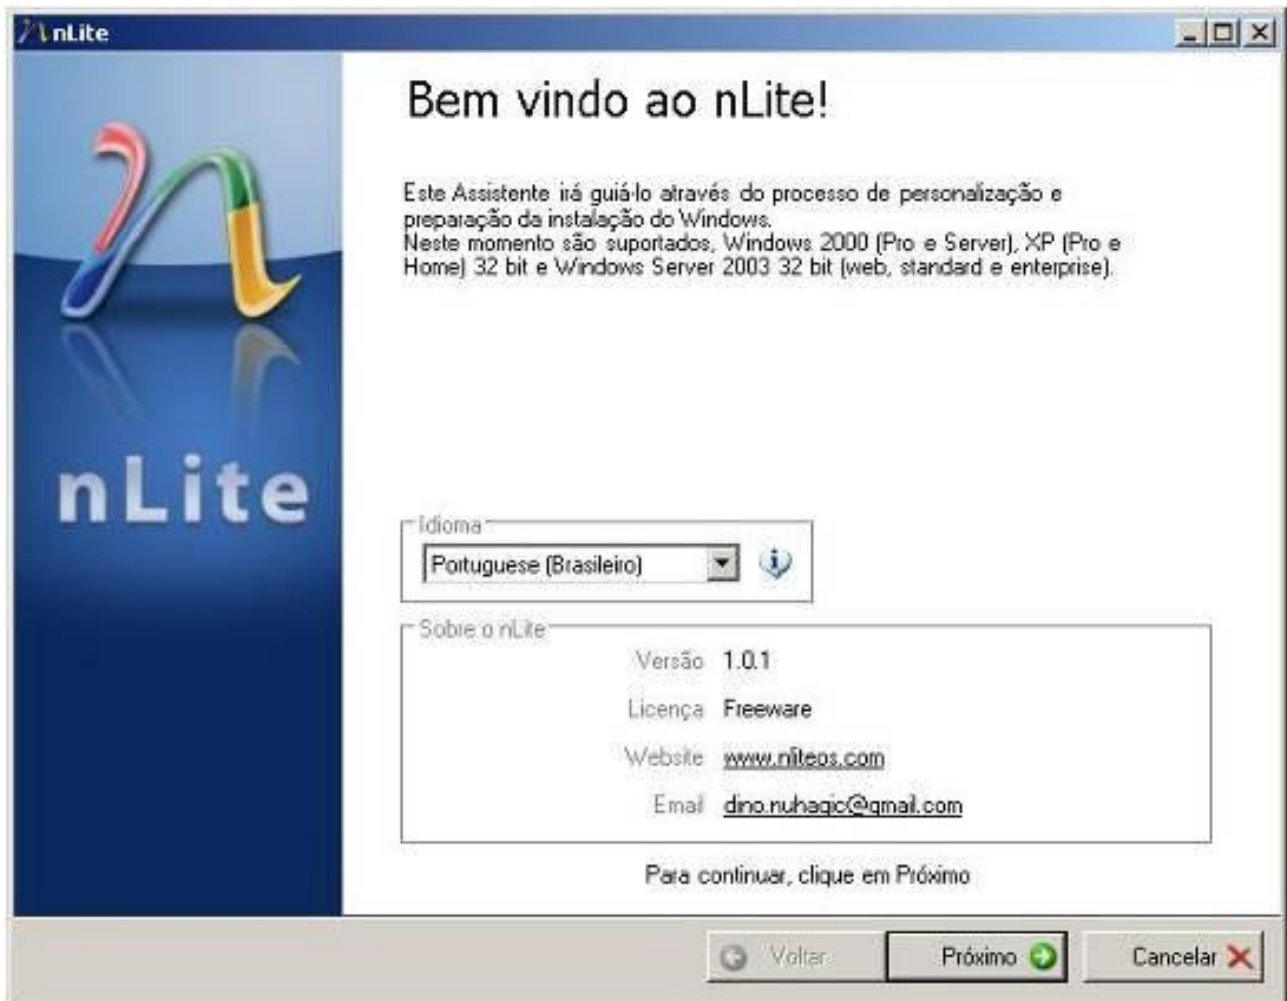 nLite
Bem vindo ao nLite!
Este Assistente irá guiá-lo através do processo de personalização e
preparação da instalação do Windows.
Neste momento são suportados, Windows 2000 (Pro e Server), XP (Pro e
Home) 32 bit e Windows Server 2003 32 bit (web, standard e enterprise).
nLite
Idioma
Portuguese (Brasileiro)
Sobre o nLite
Versão 1.0.1
Licença Freeware
Website www.nliteos.com
Email dino.nuhagic@gmail.com
Para continuar, clique em Próximo
Voltar Próximo Cancelar